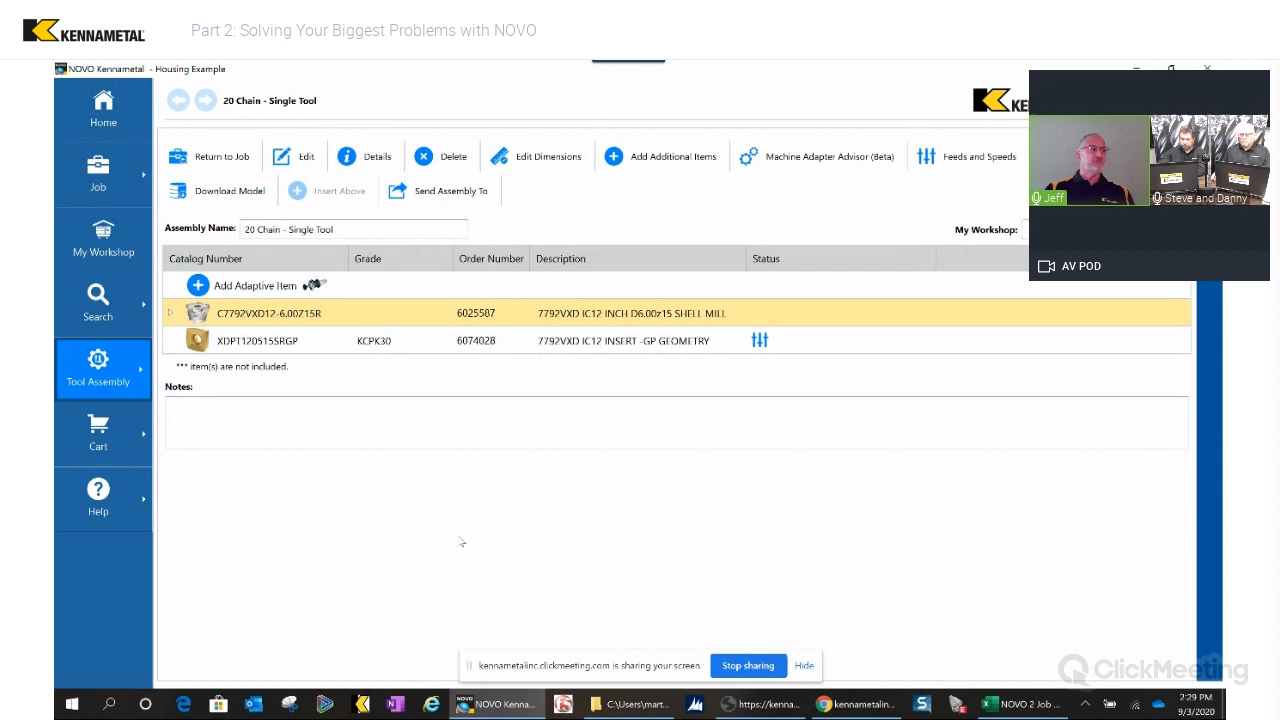 KENNAMETAL
Part 2: Solving Your Biggest Problems with NOVO
NOVO Kennametal - Housing Example
20 Chain - Single Tool
Home
Job
My Workshop
Search
Tool Assembly
Cart
Help
Return to Job
Edit
Details
Delete
Edit Dimensions
Add Additional Items
Machine Adapter Advisor (Beta)
Feeds and Speeds
Download Model
Insert Above
Send Assembly To
Assembly Name: 20 Chain - Single Tool
My Workshop:
Catalog Number Grade Order Number Description Status
Add Adaptive Item
C7792VXD12-6.00Z15R 6025587 7792VXD IC12 INCH D6.00z15 SHELL MILL
XDPT120515SRGP KCPK30 6074028 7792VXD IC12 INSERT -GP GEOMETRY
*** item(s) are not included.
Notes:
Jeff
Steve and Danny
AV POD
kennametalinc.clickmeeting.com is sharing your screen. Stop sharing Hide
ClickMeeting
NOVO Kenna...
C:\Users\mart...
https://kenna...
kennametalin...
NOVO 2 Job ...
2:29 PM
9/3/2020